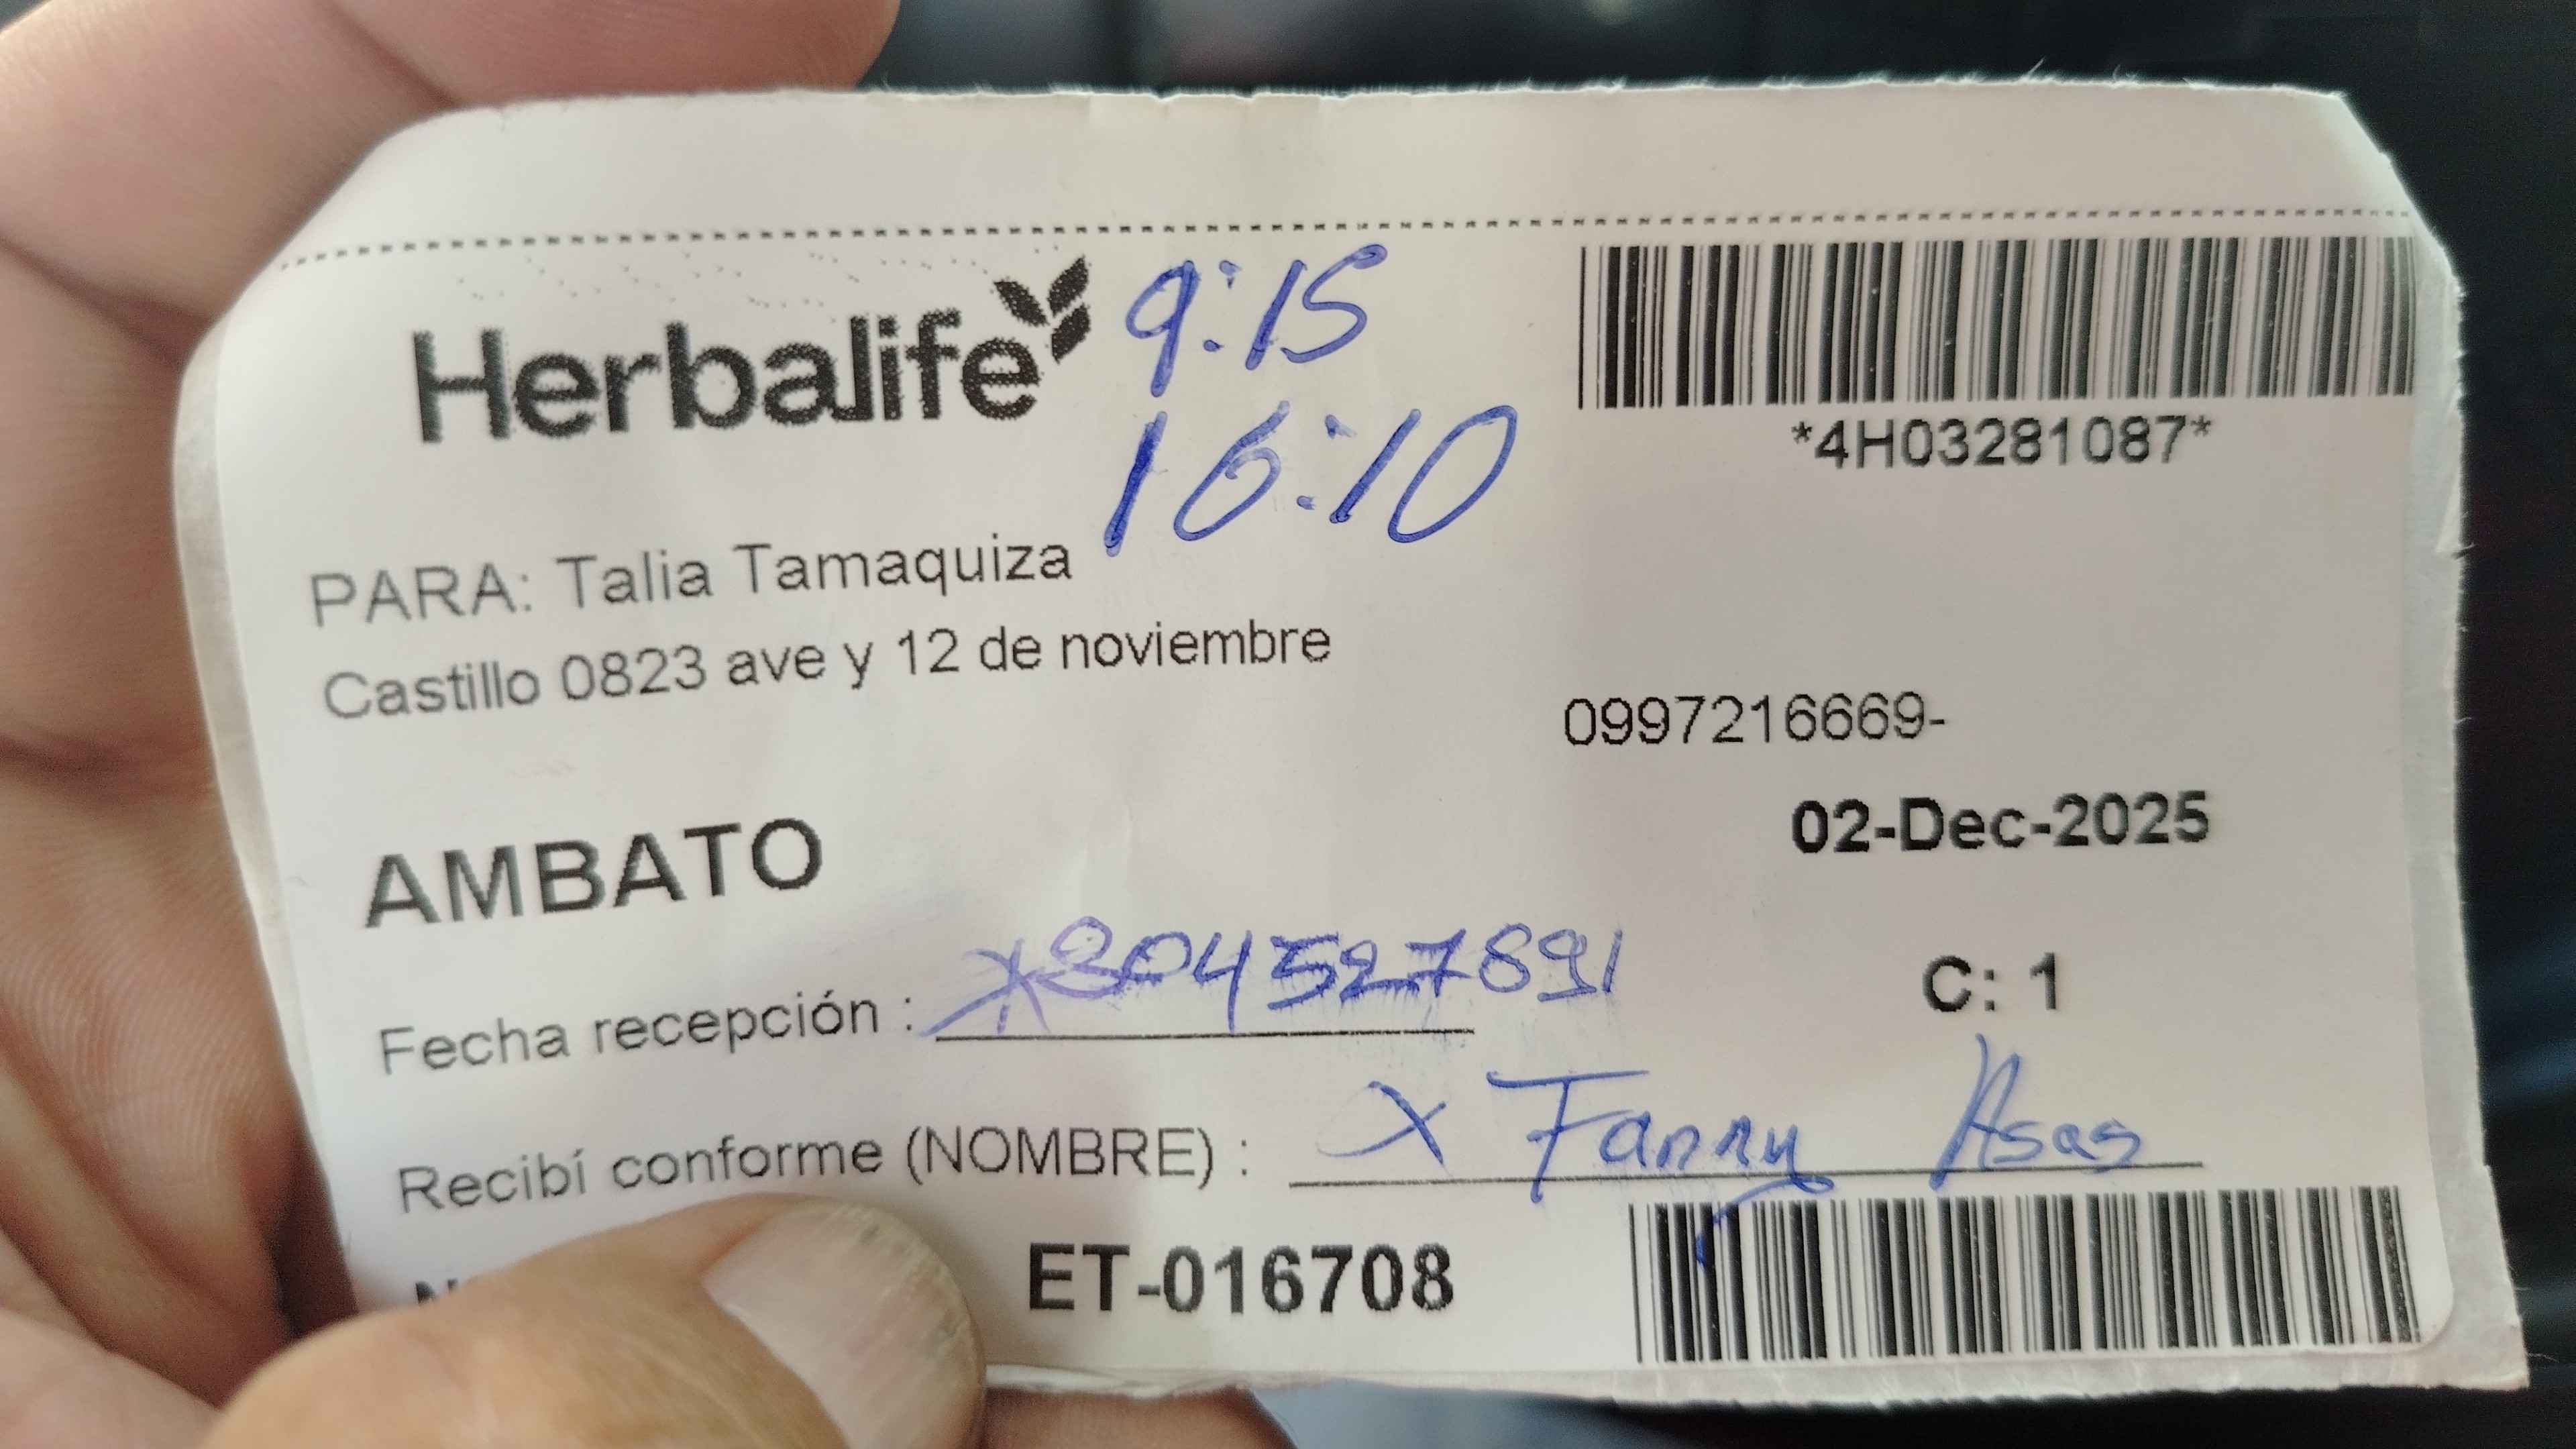 Herbalife
9:15
16:10
*4H03281087*
PARA: Talia Tamaquiza
Castillo 0823 ave y 12 de noviembre
0997216669-
02-Dec-2025
AMBATO
C: 1
Fecha recepción :
Recibí conforme (NOMBRE) : X Fanny Asas
ET-016708